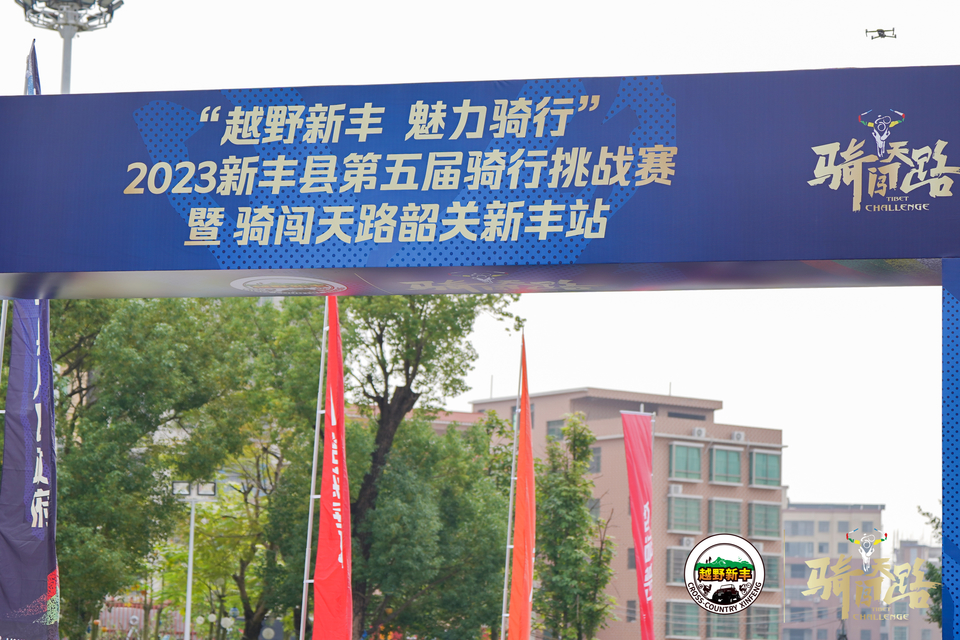 “越野新丰 魅力骑行”
2023新丰县第五届骑行挑战赛
暨 骑闯天路韶关新丰站
骑闯天路
TIBET
CHALLENGE
越野新丰
CROSS-COUNTRY XINFENG
骑闯天路
TIBET
CHALLENGE